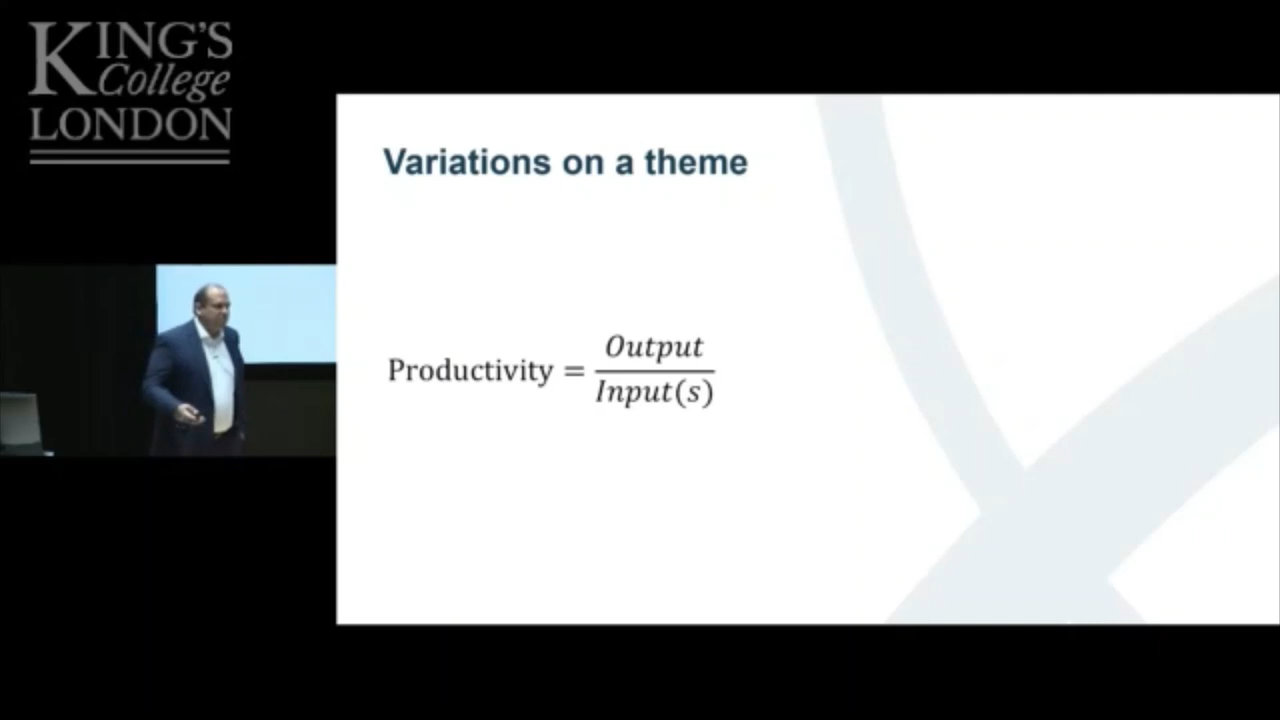 KING'S
College
LONDON
Variations on a theme
Productivity = Output / Input(s)